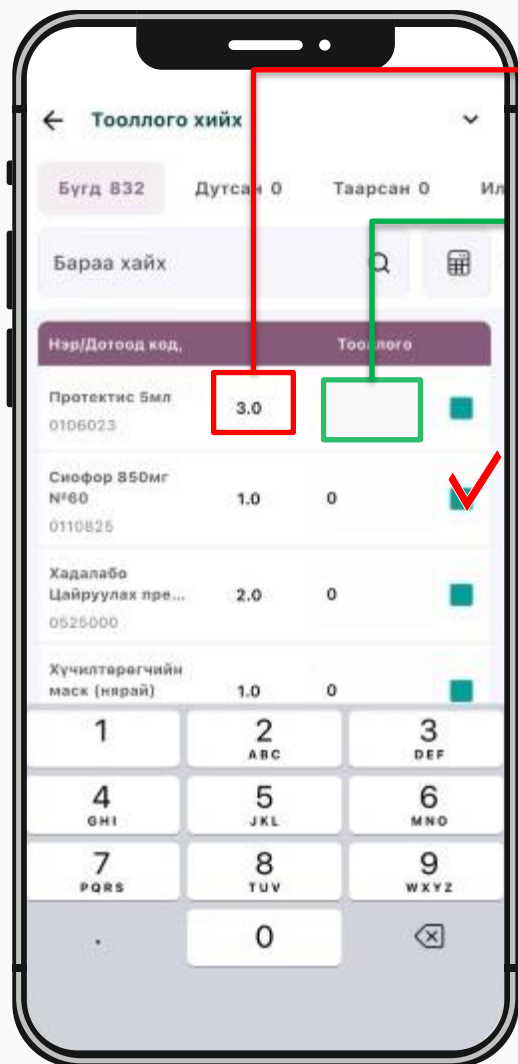 Тооллого хийх
Бүгд 832 Дутсан 0 Таарсан 0 Ил
Бараа хайх
Нэр/Дотоод код, Тооллого
Протектис 5мл
0106023
3.0
Сиофор 850мг
№60
0110825
1.0 0
Хадалабо
Цайруулах пре...
0525000
2.0 0
Хүчилтөрөгчийн
маск (нярай)
1.0 0
1 2 3
ABC DEF
4 5 6
GHI JKL MNO
7 8 9
PQRS TUV WXYZ
. 0